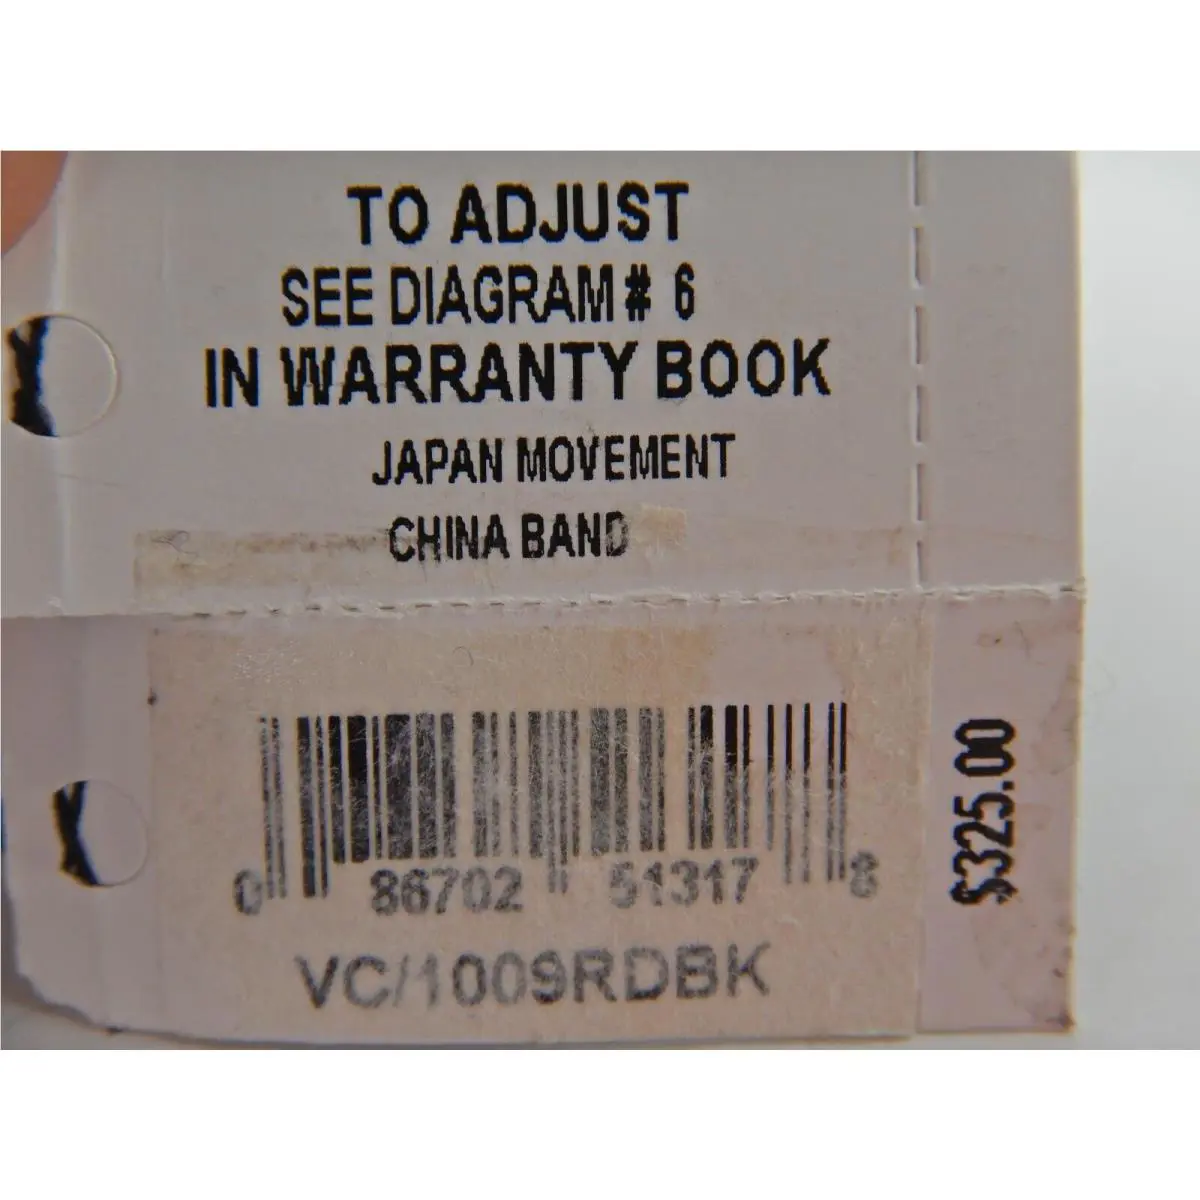 TO ADJUST
SEE DIAGRAM # 6
IN WARRANTY BOOK
JAPAN MOVEMENT
CHINA BAND
0 86702 51317 8
VC/1009RDBK
$325.00